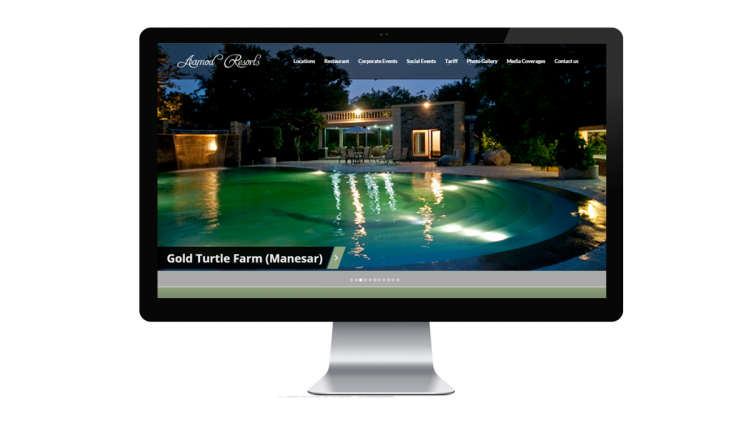 Aamod Resorts
Locations Restaurant Corporate Events Social Events Tariff Photo Gallery Media Coverages Contact us
Gold Turtle Farm (Manesar)